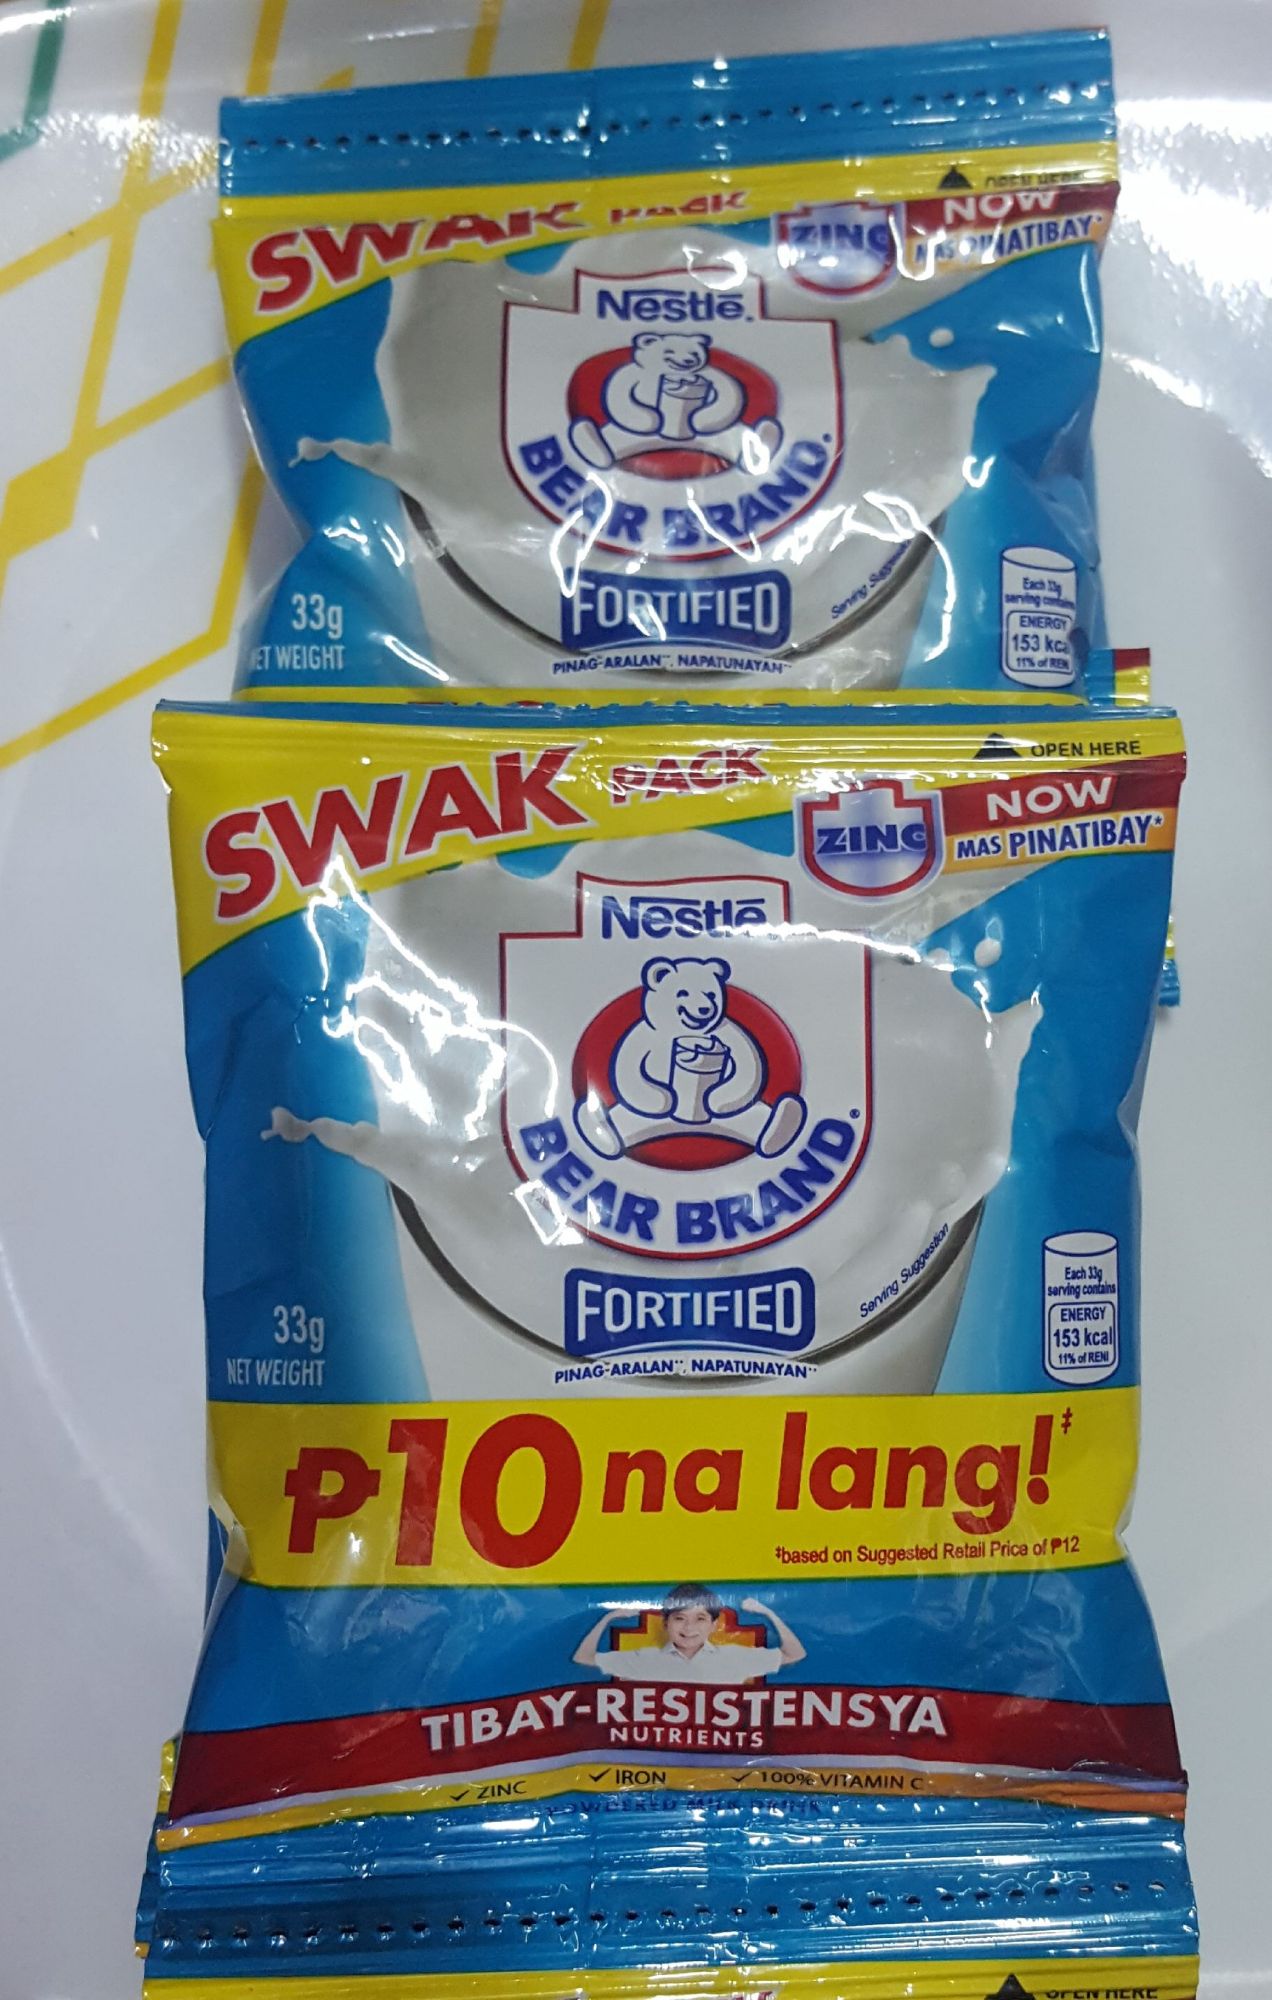 SWAK PACK
ZINC
NOW
MAS PINATIBAY*
Nestlé
BEAR BRAND®
FORTIFIED
PINAG-ARALAN**, NAPATUNAYAN**
33g
NET WEIGHT
Each 33g
serving contains
ENERGY
153 kcal
11% of RENI
OPEN HERE
SWAK PACK
ZINC
NOW
MAS PINATIBAY*
Nestlé
BEAR BRAND®
Serving Suggestion
FORTIFIED
PINAG-ARALAN**, NAPATUNAYAN**
33g
NET WEIGHT
Each 33g
serving contains
ENERGY
153 kcal
11% of RENI
₱10 na lang!‡
‡based on Suggested Retail Price of ₱12
TIBAY-RESISTENSYA
NUTRIENTS
✓ ZINC ✓ IRON ✓ 100% VITAMIN C
POWDERED MILK DRINK
OPEN HERE